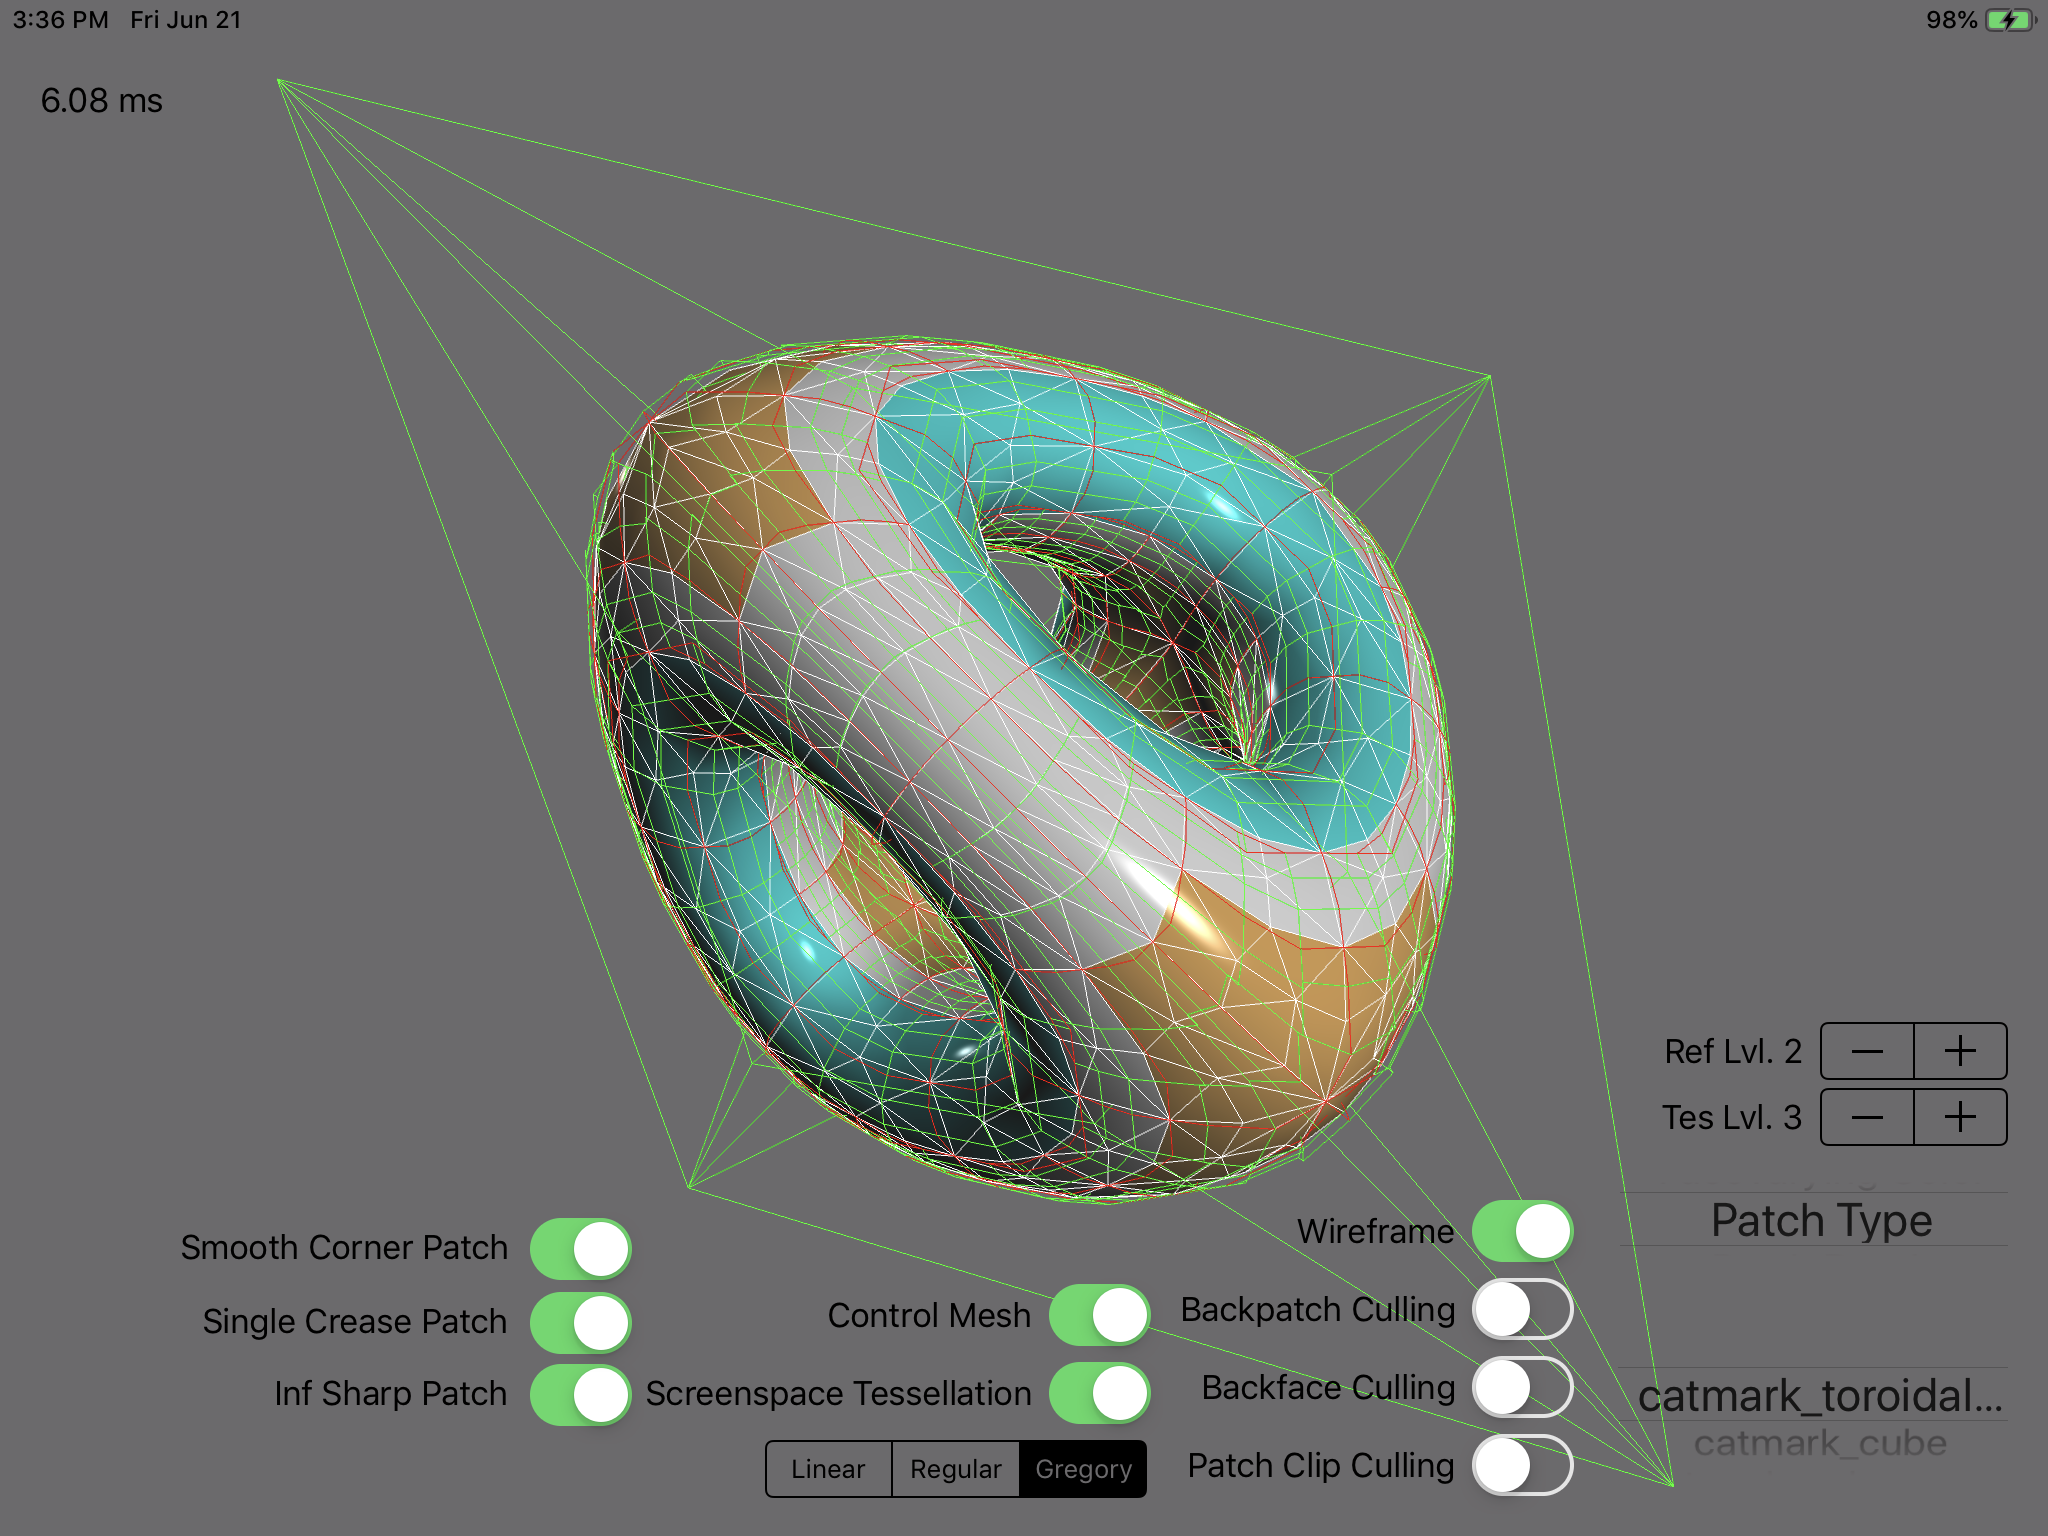 3:36 PM Fri Jun 21
98%
6.08 ms
Ref Lvl. 2
Tes Lvl. 3
Patch Type
catmark_toroidal...
catmark_cube
Smooth Corner Patch
Single Crease Patch
Inf Sharp Patch
Control Mesh
Screenspace Tessellation
Linear Regular Gregory
Wireframe
Backpatch Culling
Backface Culling
Patch Clip Culling